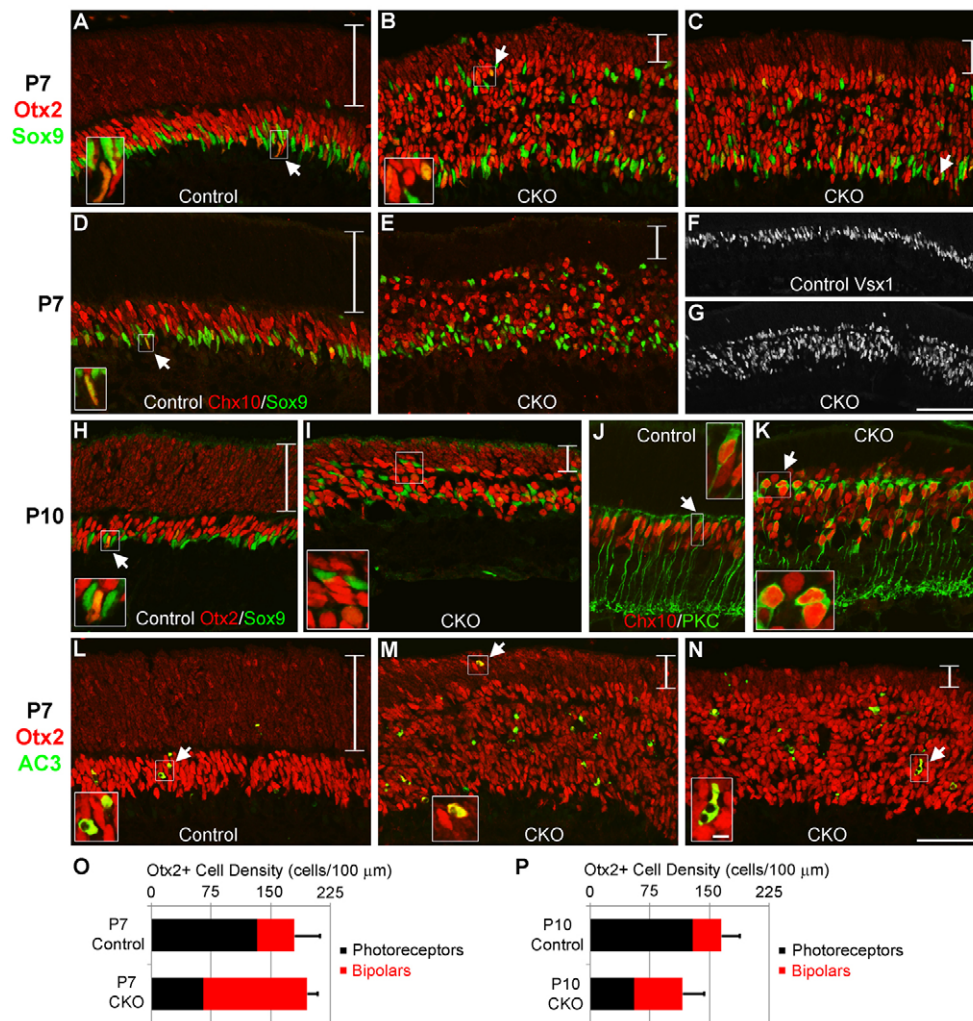 A
B
C
P7
Otx2
Sox9
Control
CKO
CKO
D
E
F
Control Vsx1
P7
G
Control Chx10/Sox9
CKO
CKO
H
I
J
Control
K
CKO
P10
Control Otx2/Sox9
CKO
Chx10/PKC
L
M
N
P7
Otx2
AC3
Control
CKO
CKO
O
Otx2+ Cell Density (cells/100 μm)
0 75 150 225
P7
Control
P7
CKO
Photoreceptors
Bipolars
P
Otx2+ Cell Density (cells/100 μm)
0 75 150 225
P10
Control
P10
CKO
Photoreceptors
Bipolars